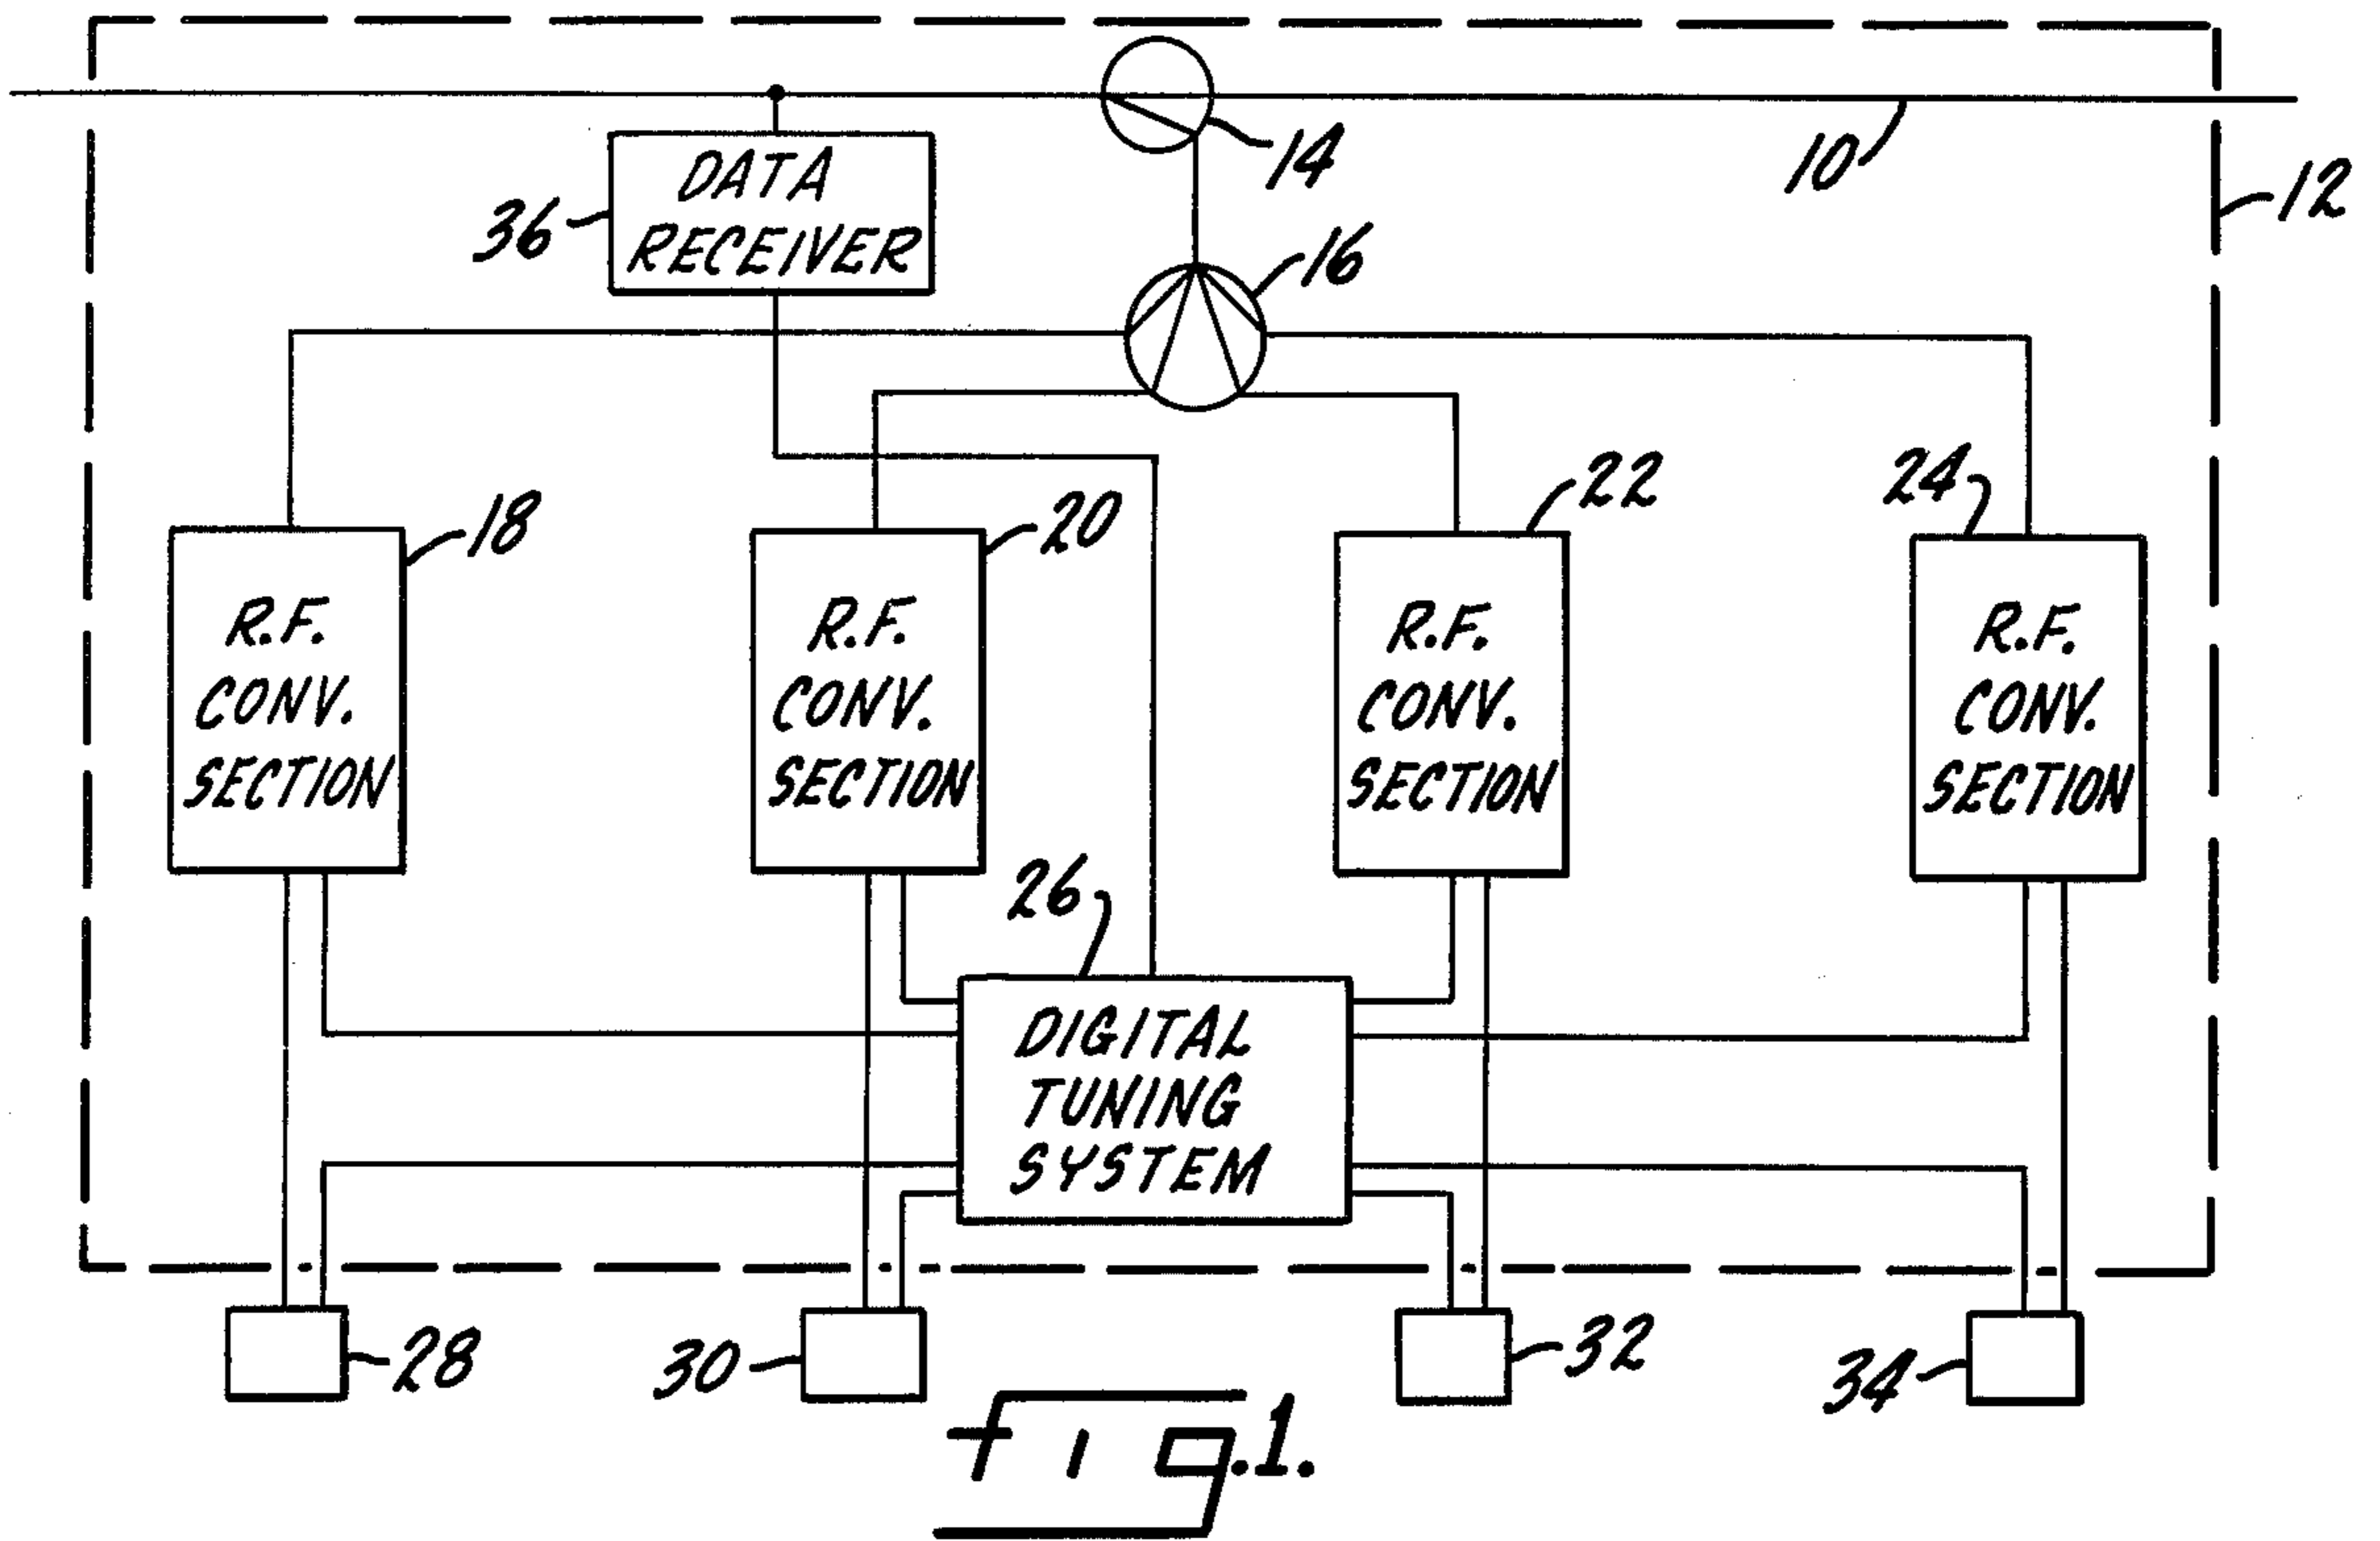 14
10
12
DATA
RECEIVER
36
16
18
20
22
24
R.F.
CONV.
SECTION
R.F.
CONV.
SECTION
R.F.
CONV.
SECTION
R.F.
CONV.
SECTION
26
DIGITAL
TUNING
SYSTEM
28
30
32
34
fig.1.